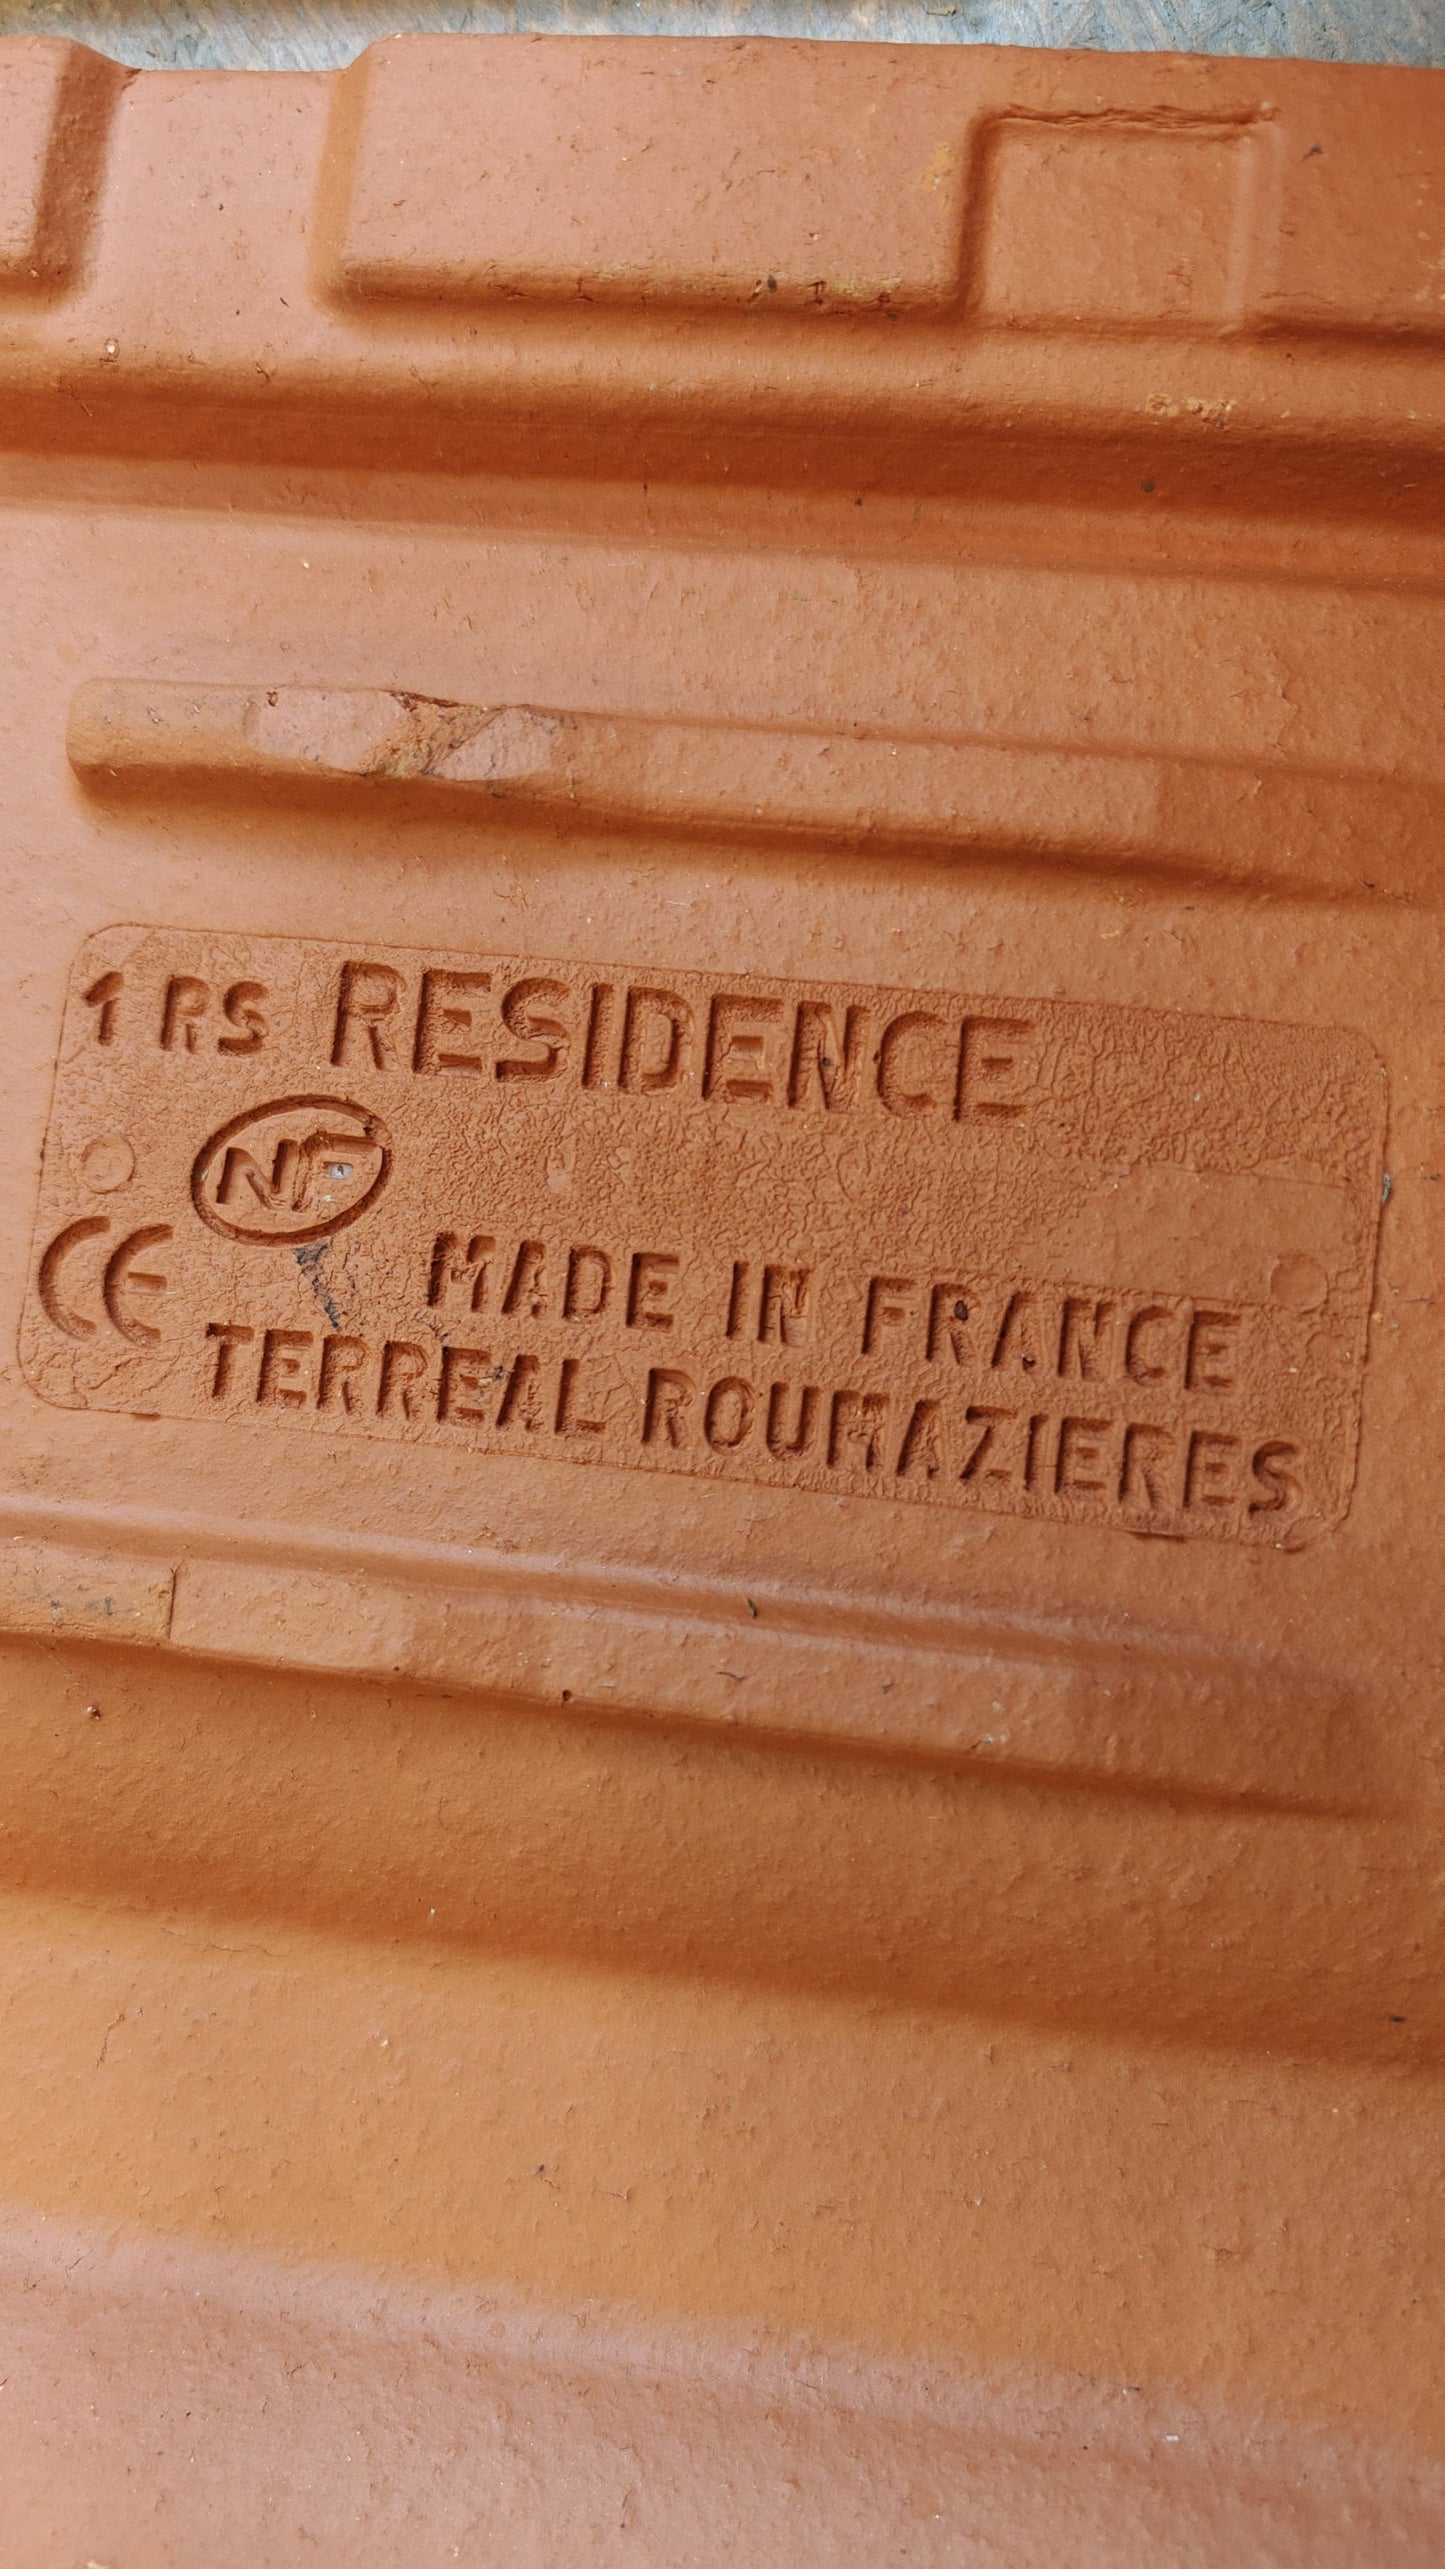 1 RS RESIDENCE
NF
CE MADE IN FRANCE
TERREAL ROUMAZIERES